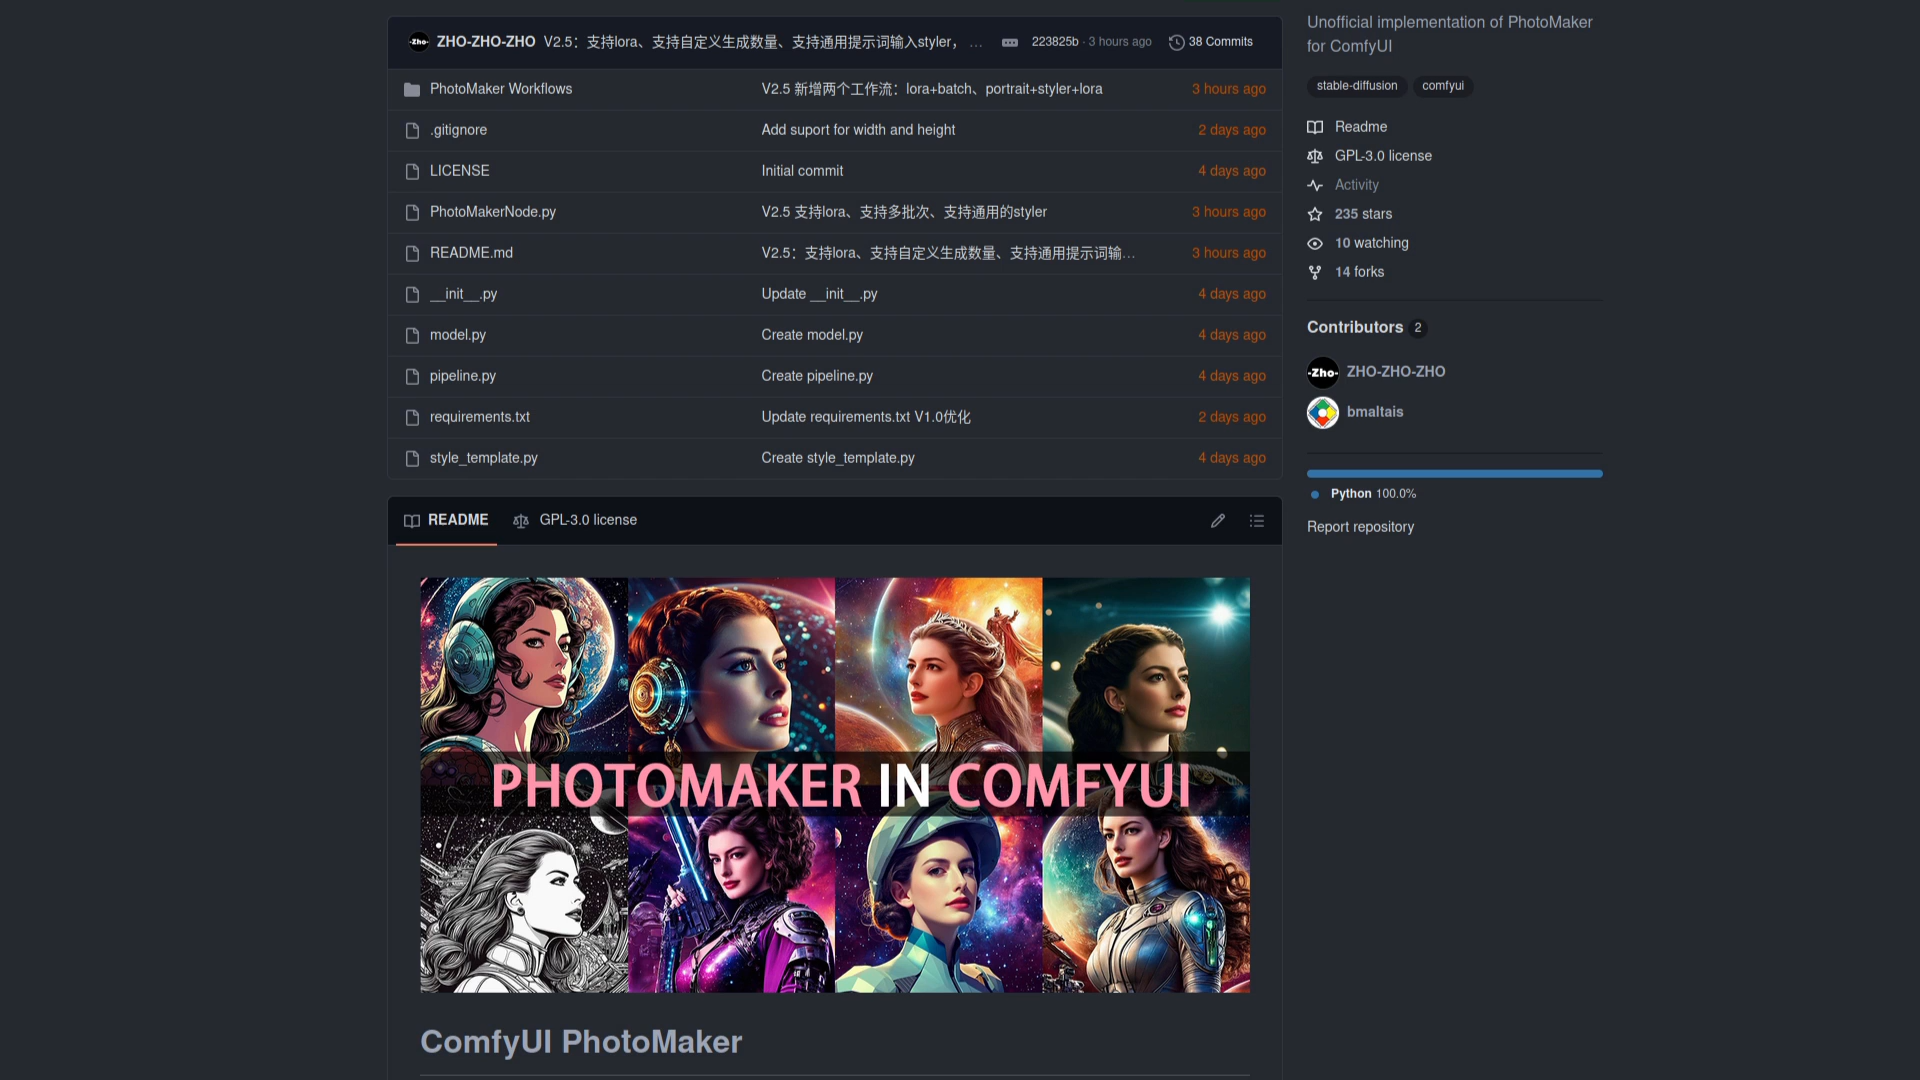 ZHO-ZHO-ZHO V2.5：支持lora、支持自定义生成数量、支持通用提示词输入styler， … 223825b · 3 hours ago 38 Commits
PhotoMaker Workflows V2.5 新增两个工作流：lora+batch、portrait+styler+lora 3 hours ago
.gitignore Add suport for width and height 2 days ago
LICENSE Initial commit 4 days ago
PhotoMakerNode.py V2.5 支持lora、支持多批次、支持通用的styler 3 hours ago
README.md V2.5：支持lora、支持自定义生成数量、支持通用提示词输… 3 hours ago
__init__.py Update __init__.py 4 days ago
model.py Create model.py 4 days ago
pipeline.py Create pipeline.py 4 days ago
requirements.txt Update requirements.txt V1.0优化 2 days ago
style_template.py Create style_template.py 4 days ago
README GPL-3.0 license
PHOTOMAKER IN COMFYUI
ComfyUI PhotoMaker
Unofficial implementation of PhotoMaker
for ComfyUI
stable-diffusion comfyui
Readme
GPL-3.0 license
Activity
235 stars
10 watching
14 forks
Contributors 2
-Zho- ZHO-ZHO-ZHO
bmaltais
Python 100.0%
Report repository